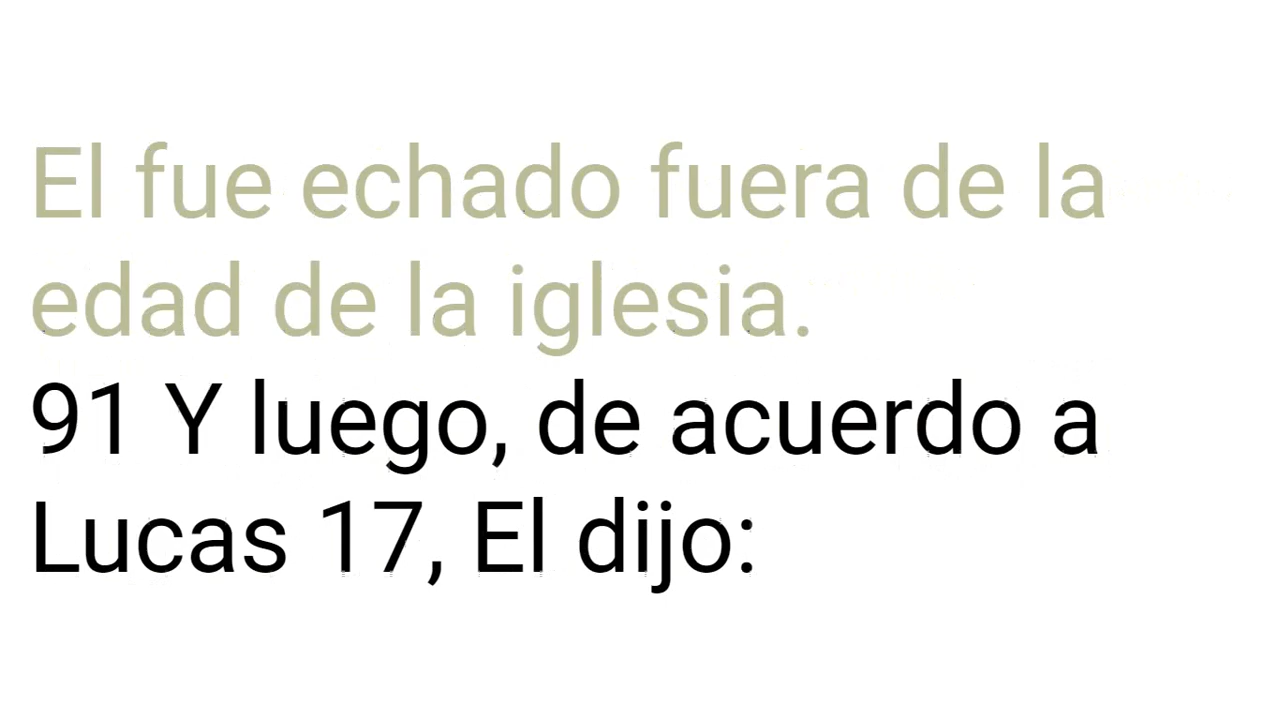 El fue echado fuera de la
edad de la iglesia.
91 Y luego, de acuerdo a
Lucas 17, El dijo: